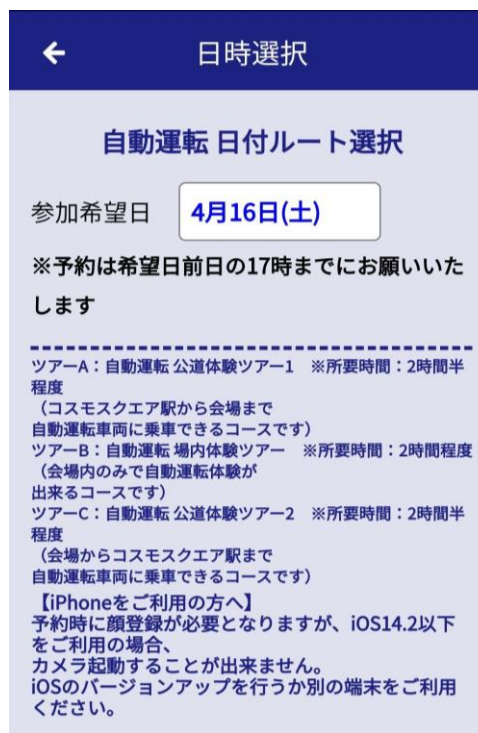 日時選択
自動運転 日付ルート選択
参加希望日 4月16日(土)
※予約は希望日前日の17時までにお願いいた
します
ツアーA：自動運転 公道体験ツアー1　※所要時間：2時間半
程度
（コスモスクエア駅から会場まで
自動運転車両に乗車できるコースです）
ツアーB：自動運転 場内体験ツアー　※所要時間：2時間程度
（会場内のみで自動運転体験が
出来るコースです）
ツアーC：自動運転 公道体験ツアー2　※所要時間：2時間半
程度
（会場からコスモスクエア駅まで
自動運転車両に乗車できるコースです）
【iPhoneをご利用の方へ】
予約時に顔登録が必要となりますが、iOS14.2以下
をご利用の場合、
カメラ起動することが出来ません。
iOSのバージョンアップを行うか別の端末をご利用
ください。